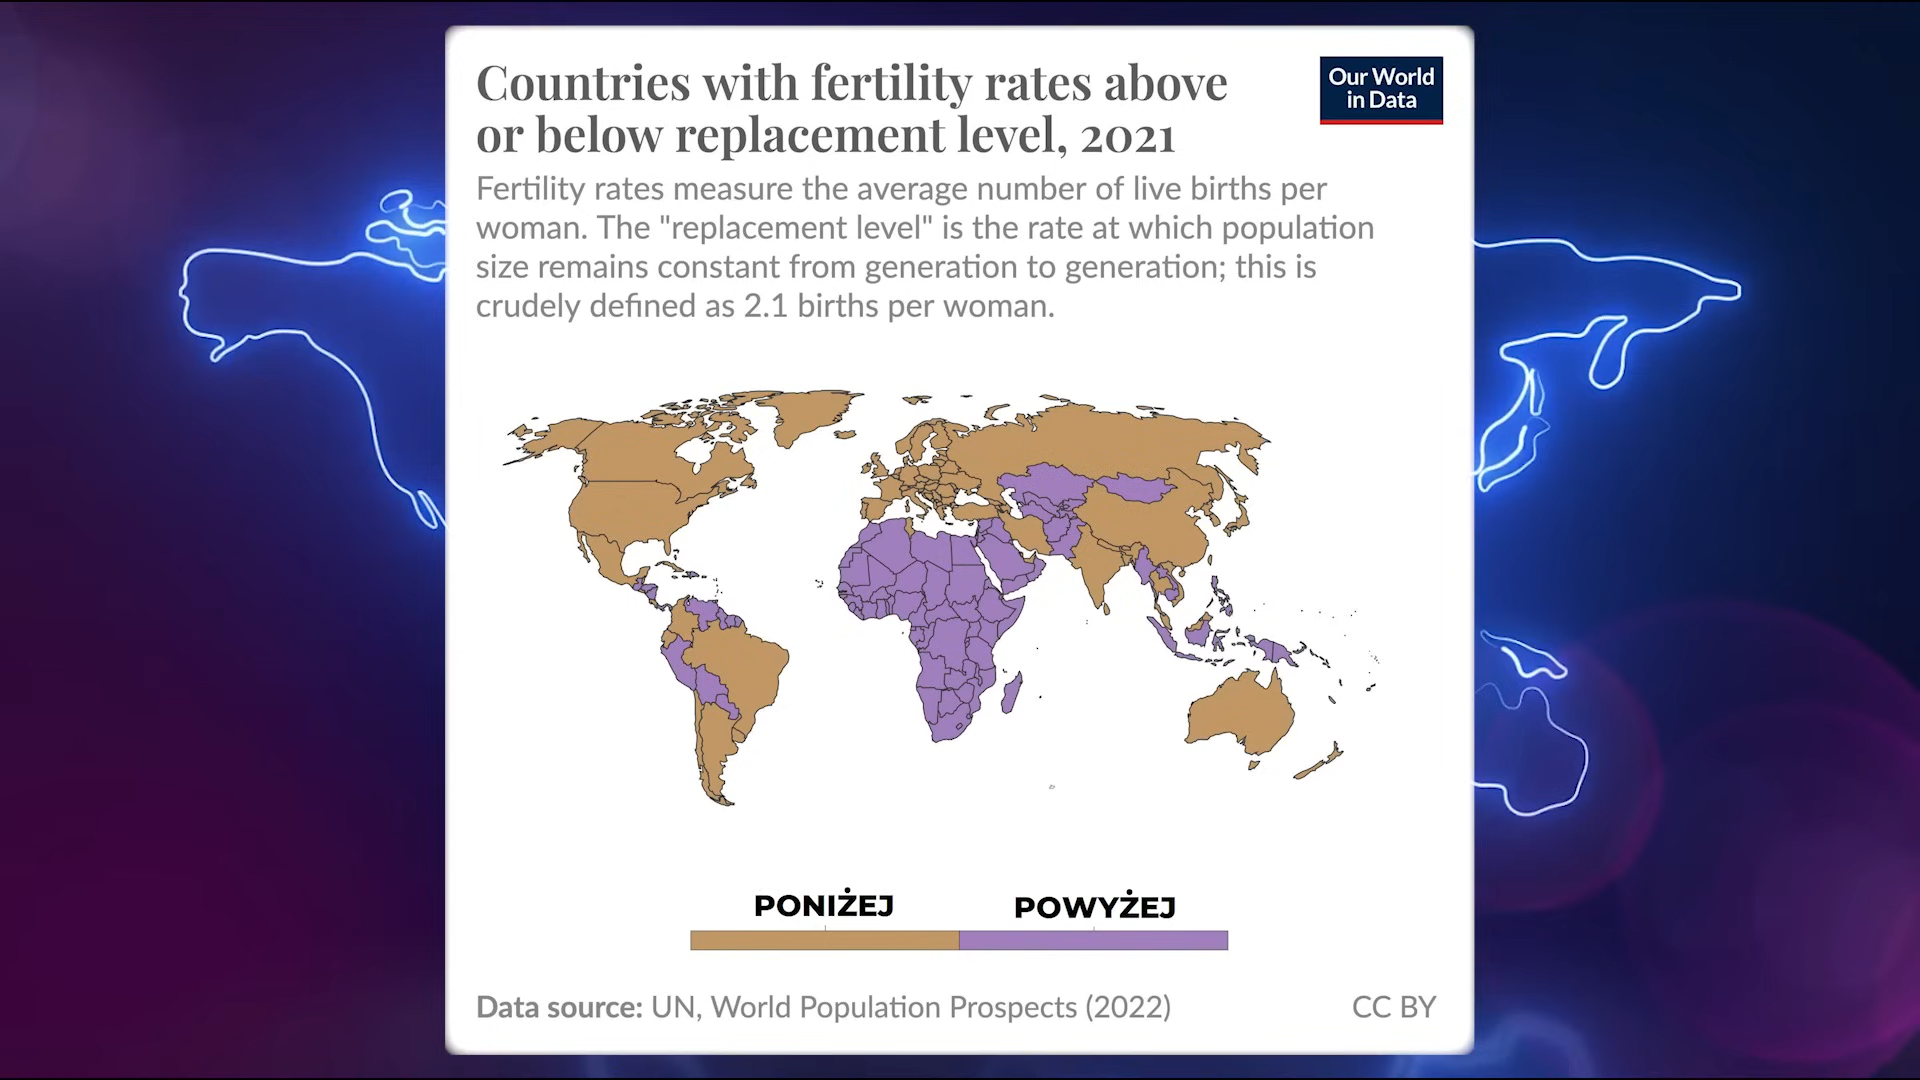 Countries with fertility rates above
or below replacement level, 2021
Our World
in Data
Fertility rates measure the average number of live births per
woman. The "replacement level" is the rate at which population
size remains constant from generation to generation; this is
crudely defined as 2.1 births per woman.
PONIŻEJ
POWYŻEJ
Data source: UN, World Population Prospects (2022)
CC BY